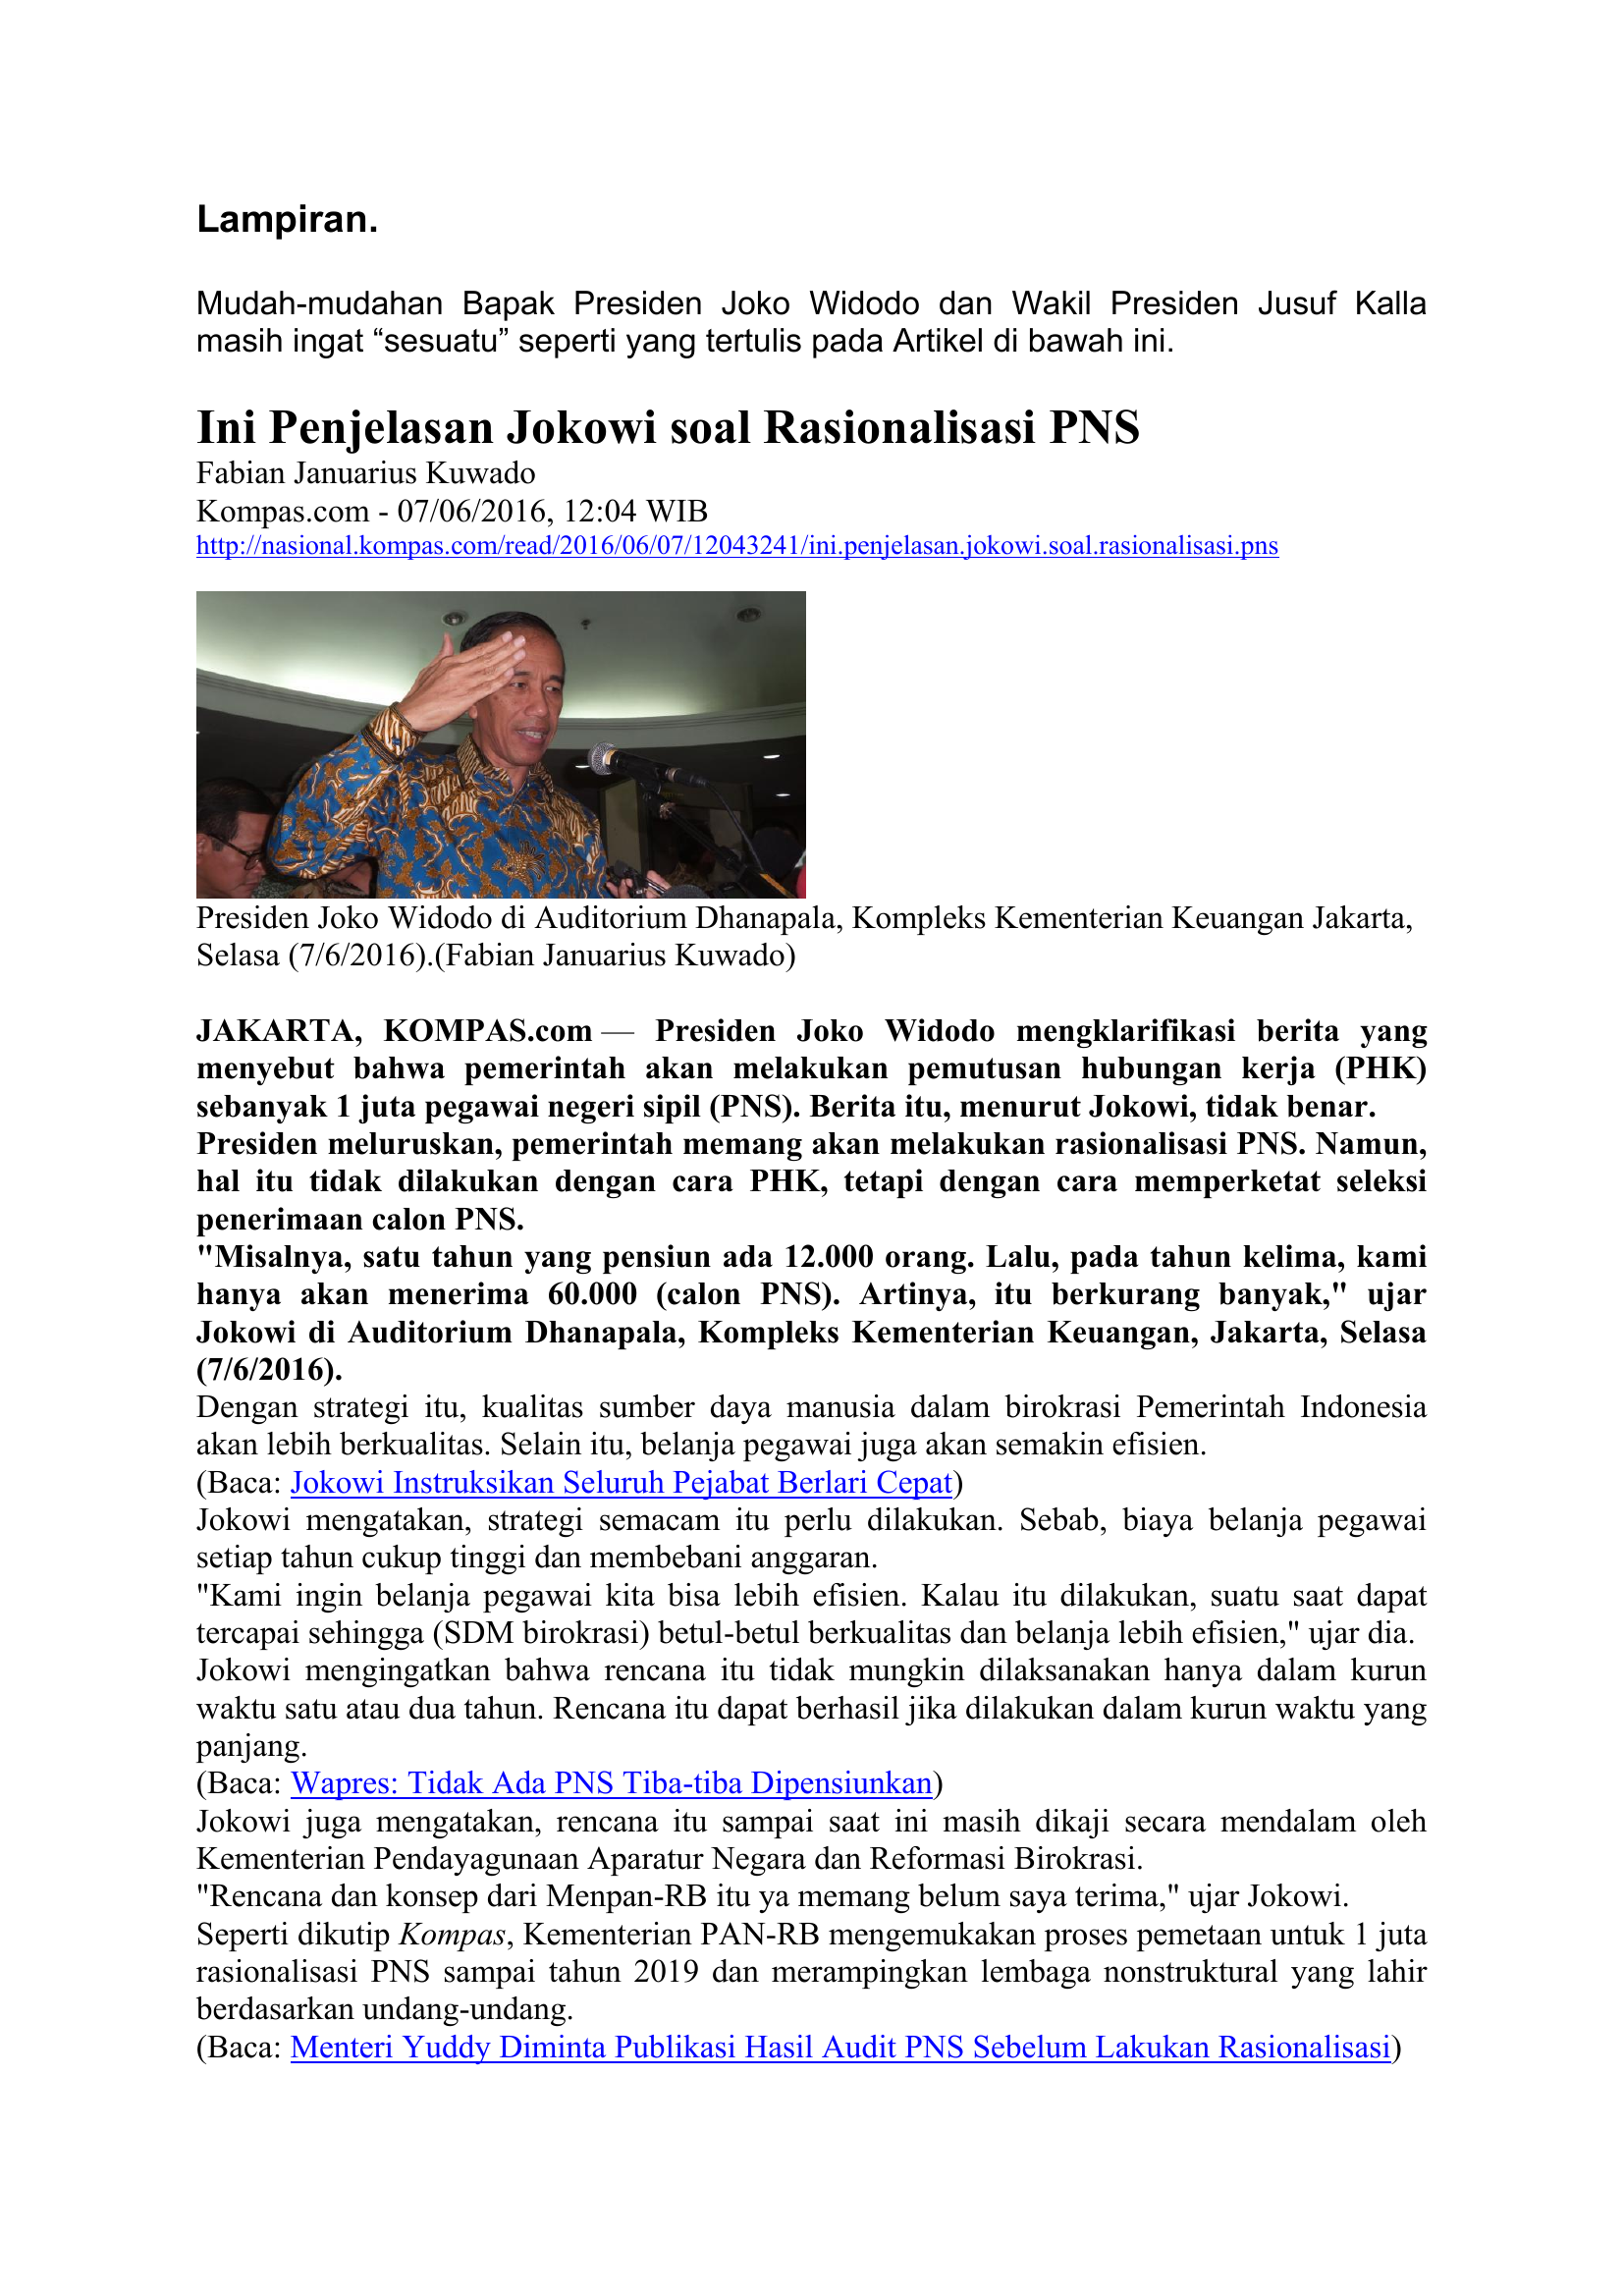 Lampiran.
Mudah-mudahan Bapak Presiden Joko Widodo dan Wakil Presiden Jusuf Kalla
masih ingat “sesuatu” seperti yang tertulis pada Artikel di bawah ini.
Ini Penjelasan Jokowi soal Rasionalisasi PNS
Fabian Januarius Kuwado
Kompas.com - 07/06/2016, 12:04 WIB
http://nasional.kompas.com/read/2016/06/07/12043241/ini.penjelasan.jokowi.soal.rasionalisasi.pns
Presiden Joko Widodo di Auditorium Dhanapala, Kompleks Kementerian Keuangan Jakarta,
Selasa (7/6/2016).(Fabian Januarius Kuwado)
JAKARTA, KOMPAS.com — Presiden Joko Widodo mengklarifikasi berita yang
menyebut bahwa pemerintah akan melakukan pemutusan hubungan kerja (PHK)
sebanyak 1 juta pegawai negeri sipil (PNS). Berita itu, menurut Jokowi, tidak benar.
Presiden meluruskan, pemerintah memang akan melakukan rasionalisasi PNS. Namun,
hal itu tidak dilakukan dengan cara PHK, tetapi dengan cara memperketat seleksi
penerimaan calon PNS.
"Misalnya, satu tahun yang pensiun ada 12.000 orang. Lalu, pada tahun kelima, kami
hanya akan menerima 60.000 (calon PNS). Artinya, itu berkurang banyak," ujar
Jokowi di Auditorium Dhanapala, Kompleks Kementerian Keuangan, Jakarta, Selasa
(7/6/2016).
Dengan strategi itu, kualitas sumber daya manusia dalam birokrasi Pemerintah Indonesia
akan lebih berkualitas. Selain itu, belanja pegawai juga akan semakin efisien.
(Baca: Jokowi Instruksikan Seluruh Pejabat Berlari Cepat)
Jokowi mengatakan, strategi semacam itu perlu dilakukan. Sebab, biaya belanja pegawai
setiap tahun cukup tinggi dan membebani anggaran.
"Kami ingin belanja pegawai kita bisa lebih efisien. Kalau itu dilakukan, suatu saat dapat
tercapai sehingga (SDM birokrasi) betul-betul berkualitas dan belanja lebih efisien," ujar dia.
Jokowi mengingatkan bahwa rencana itu tidak mungkin dilaksanakan hanya dalam kurun
waktu satu atau dua tahun. Rencana itu dapat berhasil jika dilakukan dalam kurun waktu yang
panjang.
(Baca: Wapres: Tidak Ada PNS Tiba-tiba Dipensiunkan)
Jokowi juga mengatakan, rencana itu sampai saat ini masih dikaji secara mendalam oleh
Kementerian Pendayagunaan Aparatur Negara dan Reformasi Birokrasi.
"Rencana dan konsep dari Menpan-RB itu ya memang belum saya terima," ujar Jokowi.
Seperti dikutip Kompas, Kementerian PAN-RB mengemukakan proses pemetaan untuk 1 juta
rasionalisasi PNS sampai tahun 2019 dan merampingkan lembaga nonstruktural yang lahir
berdasarkan undang-undang.
(Baca: Menteri Yuddy Diminta Publikasi Hasil Audit PNS Sebelum Lakukan Rasionalisasi)